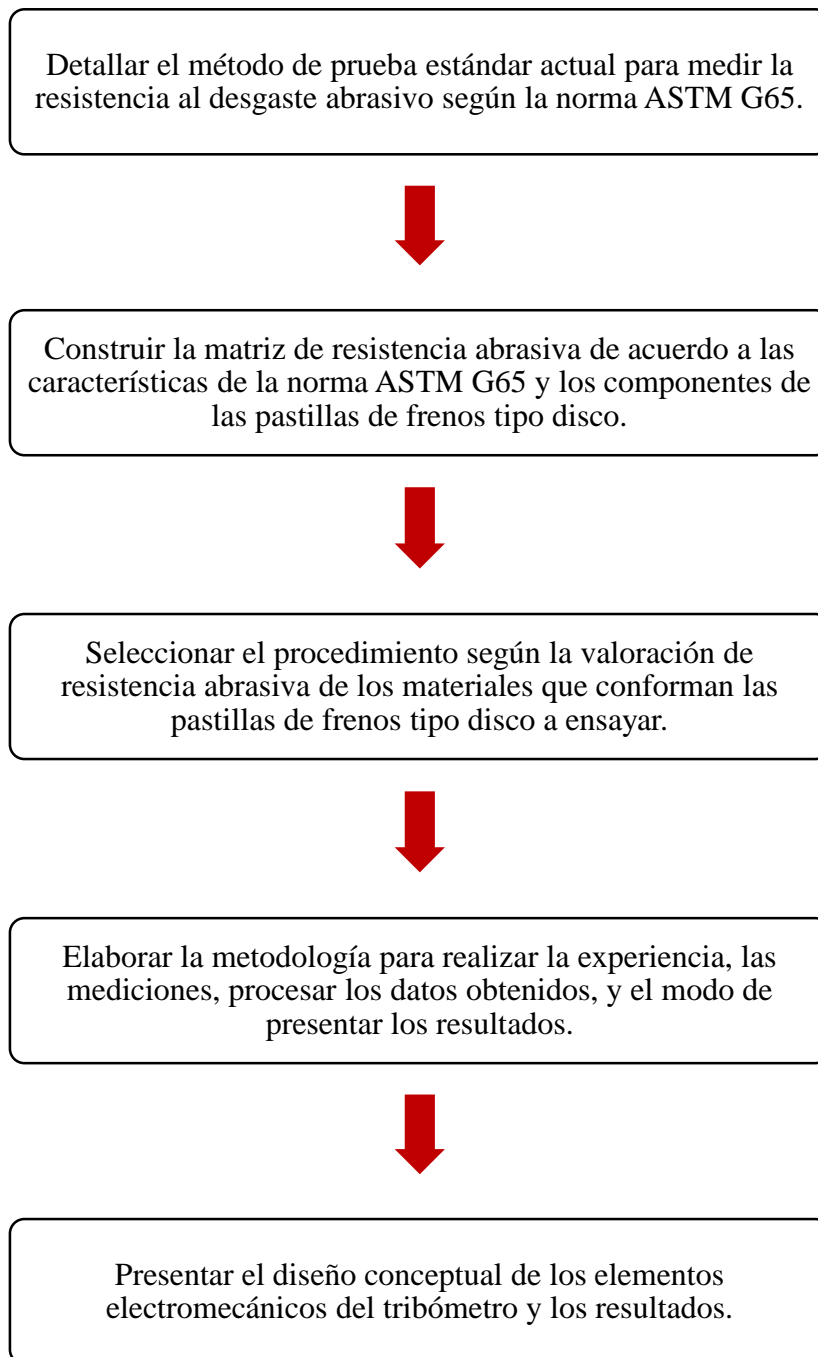 Detallar el método de prueba estándar actual para medir la
resistencia al desgaste abrasivo según la norma ASTM G65.
Construir la matriz de resistencia abrasiva de acuerdo a las
características de la norma ASTM G65 y los componentes de
las pastillas de frenos tipo disco.
Seleccionar el procedimiento según la valoración de
resistencia abrasiva de los materiales que conforman las
pastillas de frenos tipo disco a ensayar.
Elaborar la metodología para realizar la experiencia, las
mediciones, procesar los datos obtenidos, y el modo de
presentar los resultados.
Presentar el diseño conceptual de los elementos
electromecánicos del tribómetro y los resultados.